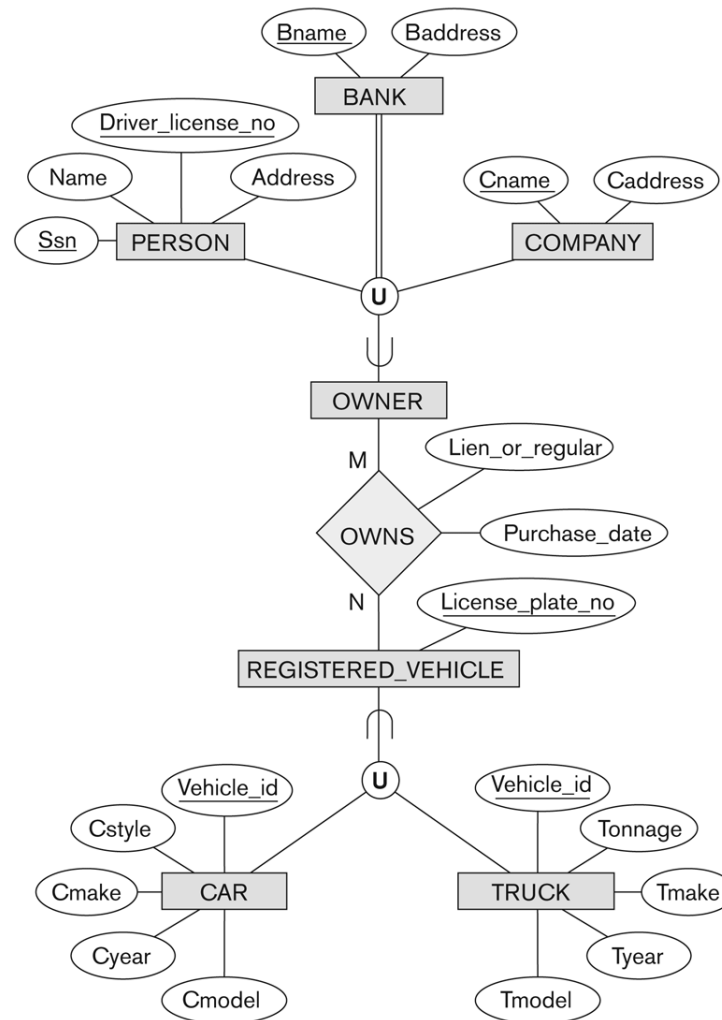 Bname
Baddress
BANK
Driver_license_no
Name
Address
Cname
Caddress
Ssn
PERSON
COMPANY
U
OWNER
M
Lien_or_regular
OWNS
Purchase_date
N
License_plate_no
REGISTERED_VEHICLE
U
Vehicle_id
Vehicle_id
Cstyle
Tonnage
Cmake
CAR
TRUCK
Tmake
Cyear
Tyear
Cmodel
Tmodel